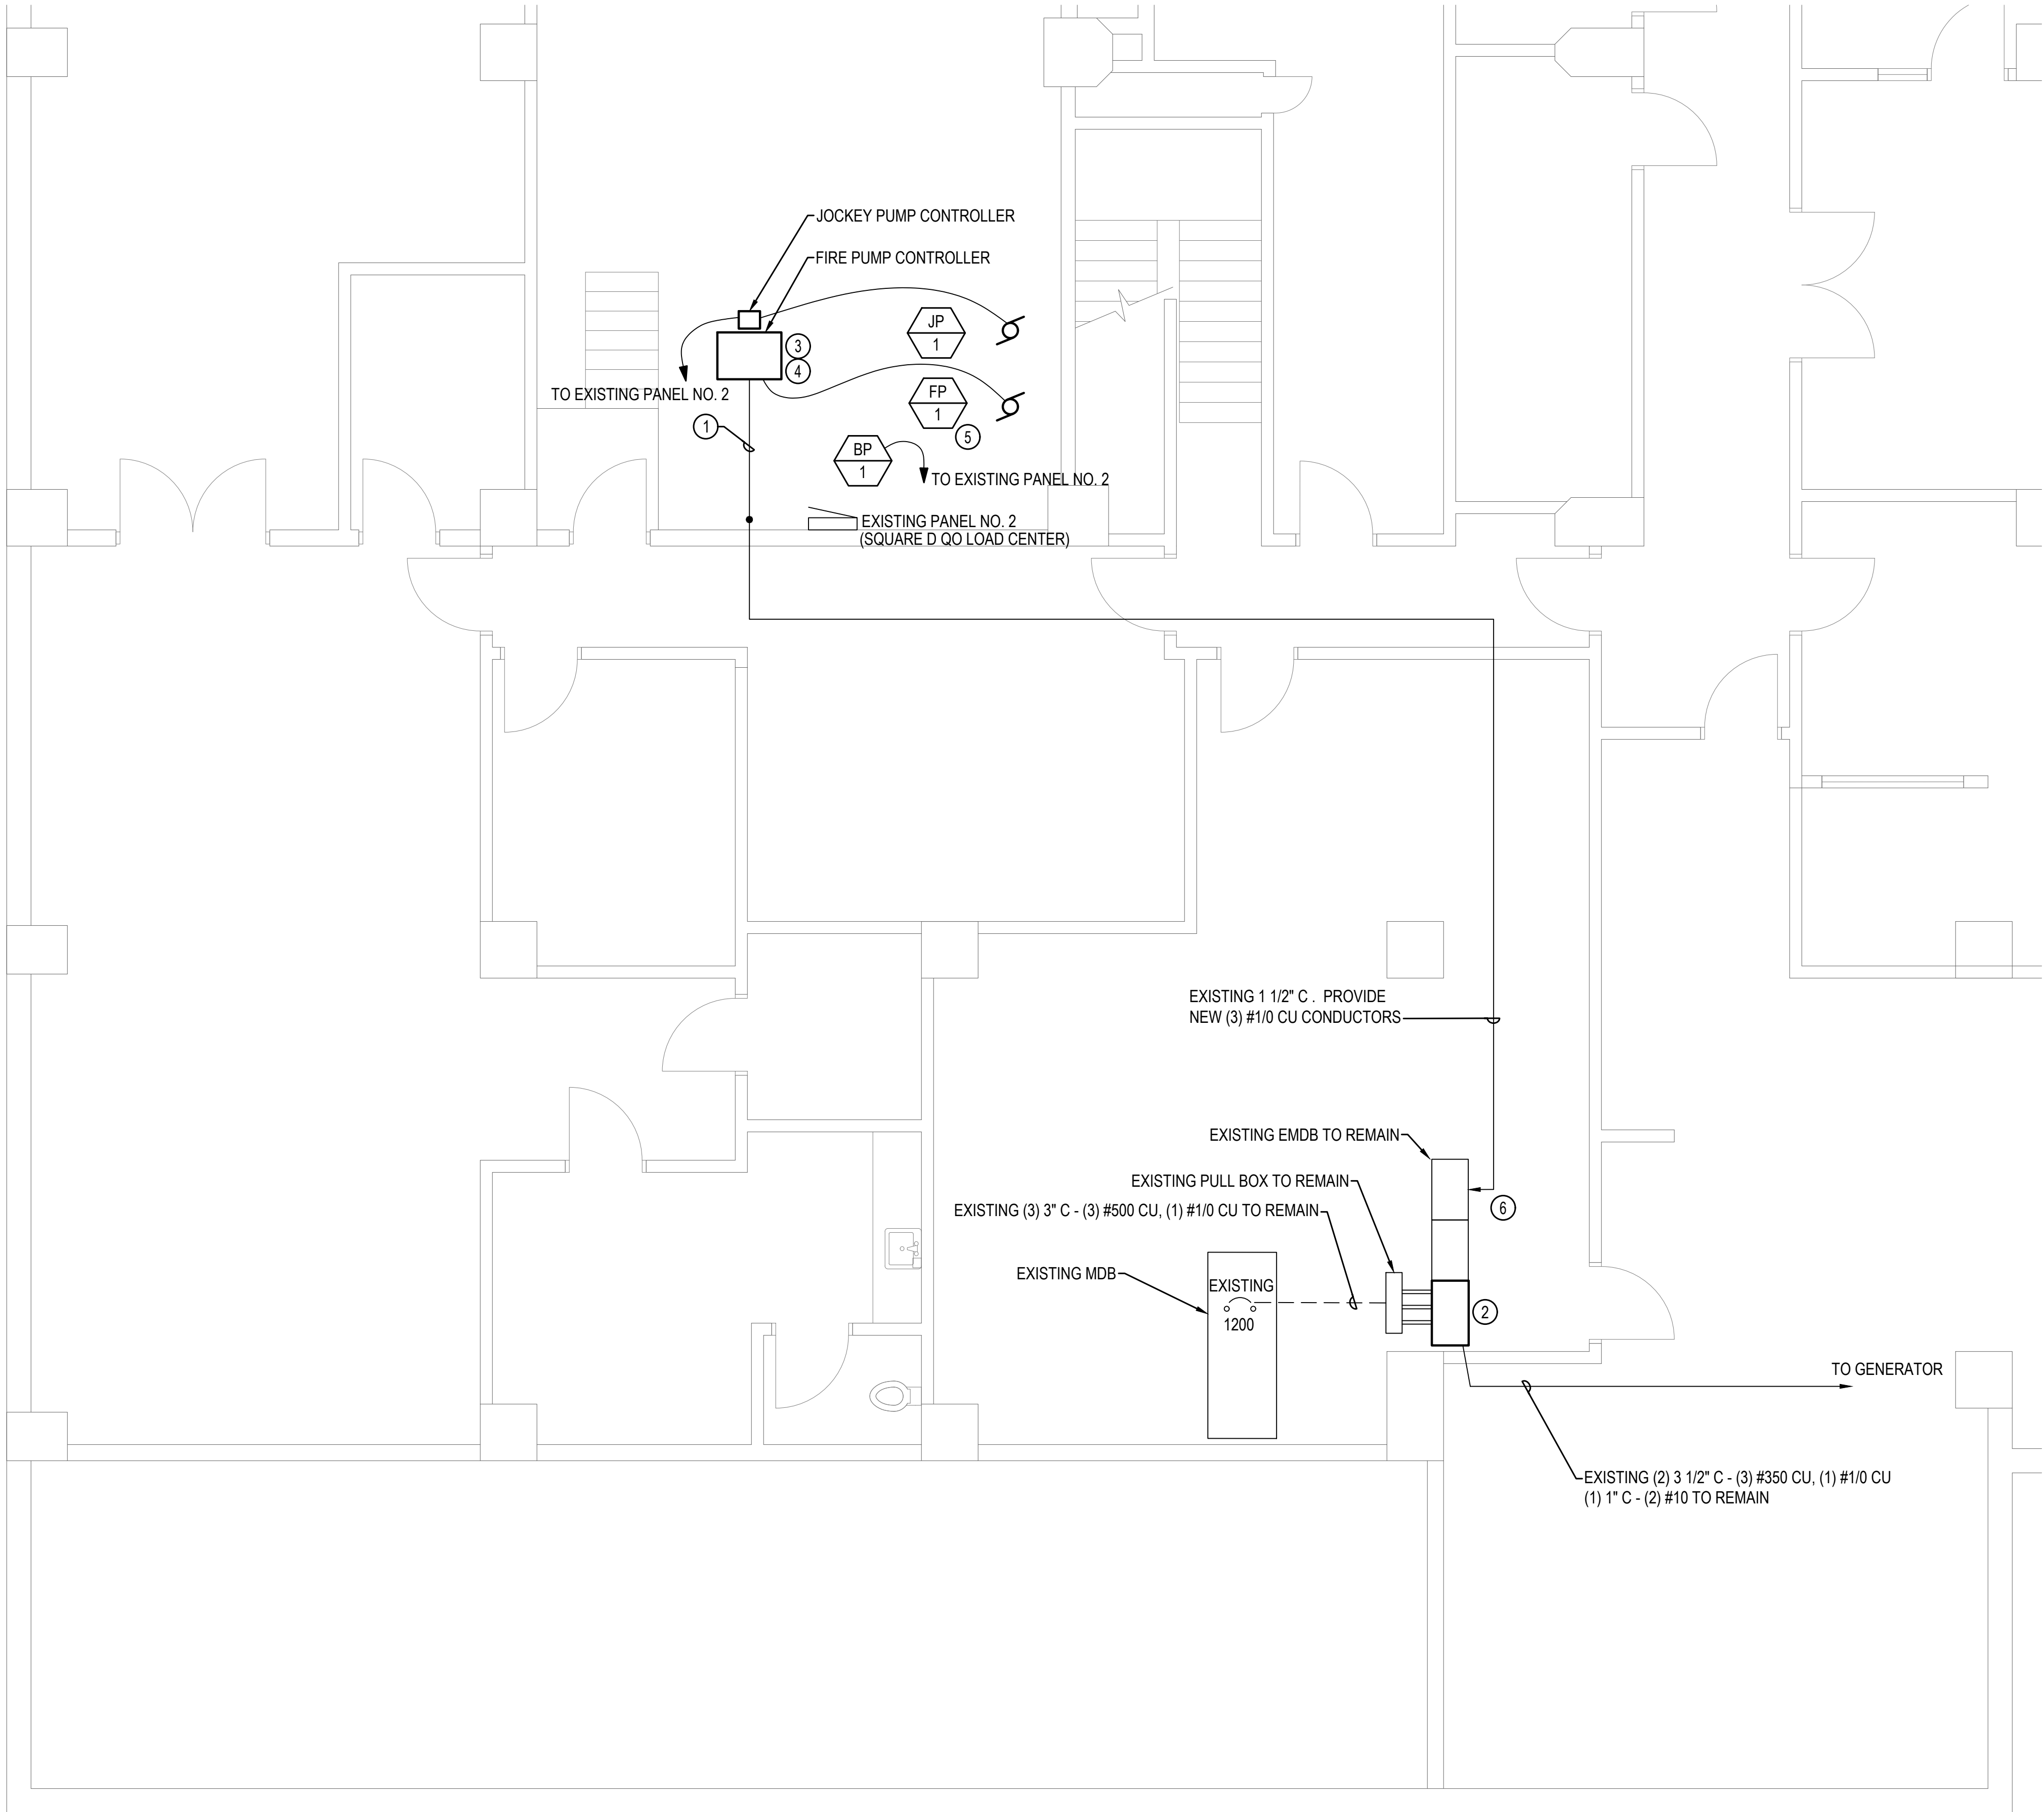 JOCKEY PUMP CONTROLLER
FIRE PUMP CONTROLLER
JP
1
3
4
TO EXISTING PANEL NO. 2
FP
1
5
1
BP
1
TO EXISTING PANEL NO. 2
EXISTING PANEL NO. 2
(SQUARE D QO LOAD CENTER)
EXISTING 1 1/2" C . PROVIDE
NEW (3) #1/0 CU CONDUCTORS
EXISTING EMDB TO REMAIN
EXISTING PULL BOX TO REMAIN
6
EXISTING (3) 3" C - (3) #500 CU, (1) #1/0 CU TO REMAIN
EXISTING MDB
EXISTING
1200
2
TO GENERATOR
EXISTING (2) 3 1/2" C - (3) #350 CU, (1) #1/0 CU
(1) 1" C - (2) #10 TO REMAIN